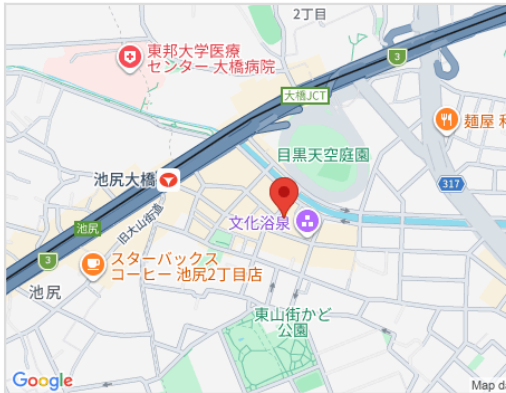 2丁目
3
東邦大学医療
センター 大橋病院
大橋JCT
麺屋 和
目黒天空庭園
池尻大橋
317
池尻
旧大山街道
文化浴泉
3
スターバックス
コーヒー 池尻2丁目店
池尻
東山街かど
公園
Google
Map da